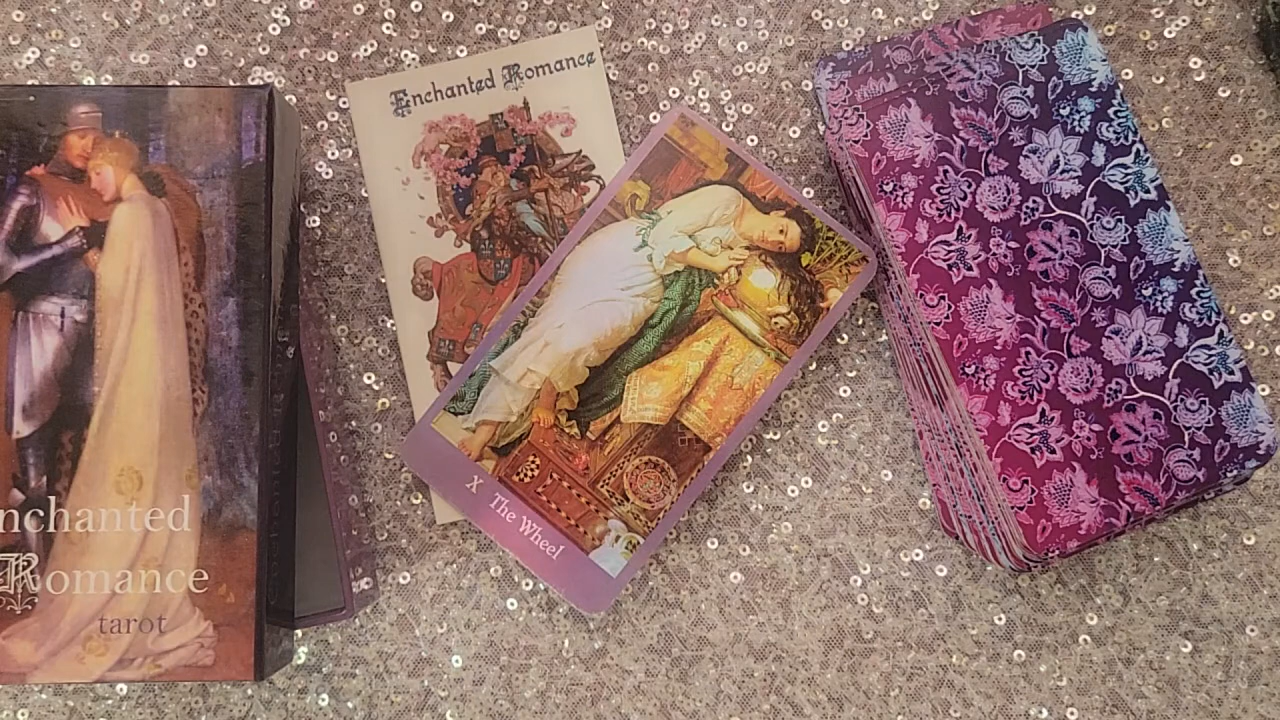 nchanted
Romance
tarot
Enchanted Romance
X The Wheel